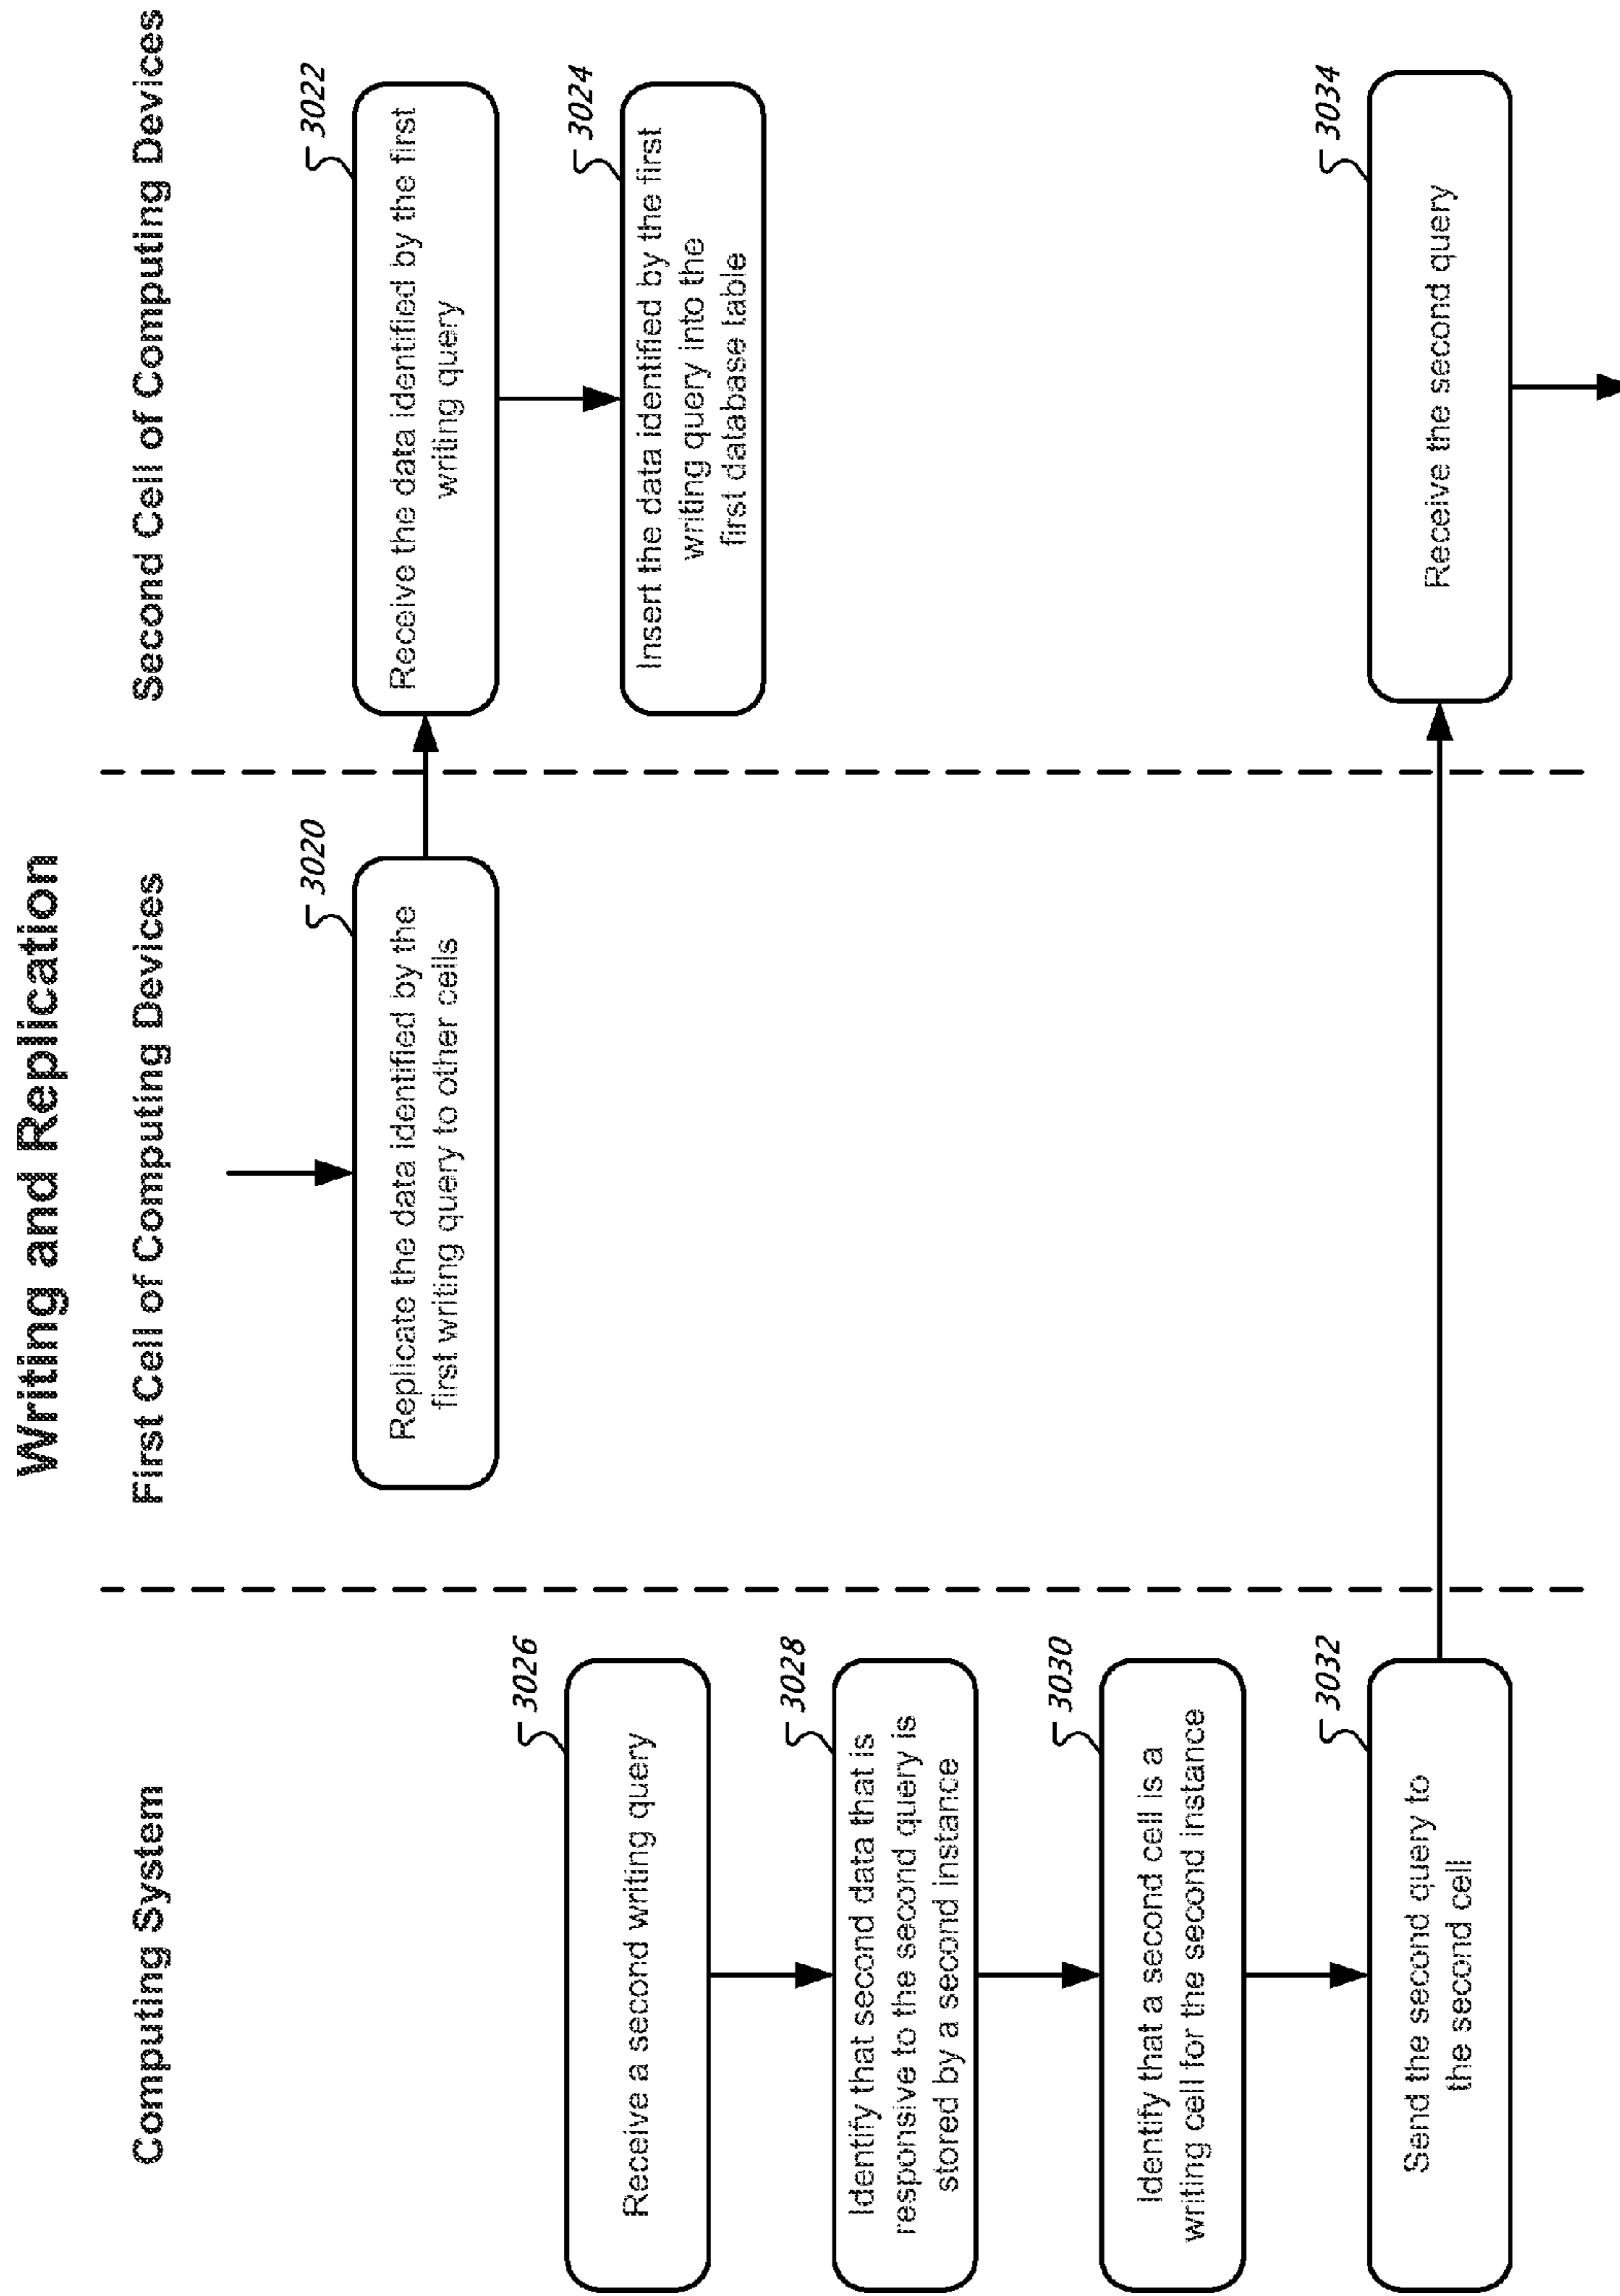 Writing and Replication
Computing System
First Cell of Computing Devices
Second Cell of Computing Devices
3020
Replicate the data identified by the
first writing query to other cells
3022
Receive the data identified by the first
writing query
3024
Insert the data identified by the first
writing query into the
first database table
3026
Receive a second writing query
3028
Identify that second data that is
responsive to the second query is
stored by a second instance
3030
Identify that a second cell is a
writing cell for the second instance
3032
Send the second query to
the second cell
3034
Receive the second query